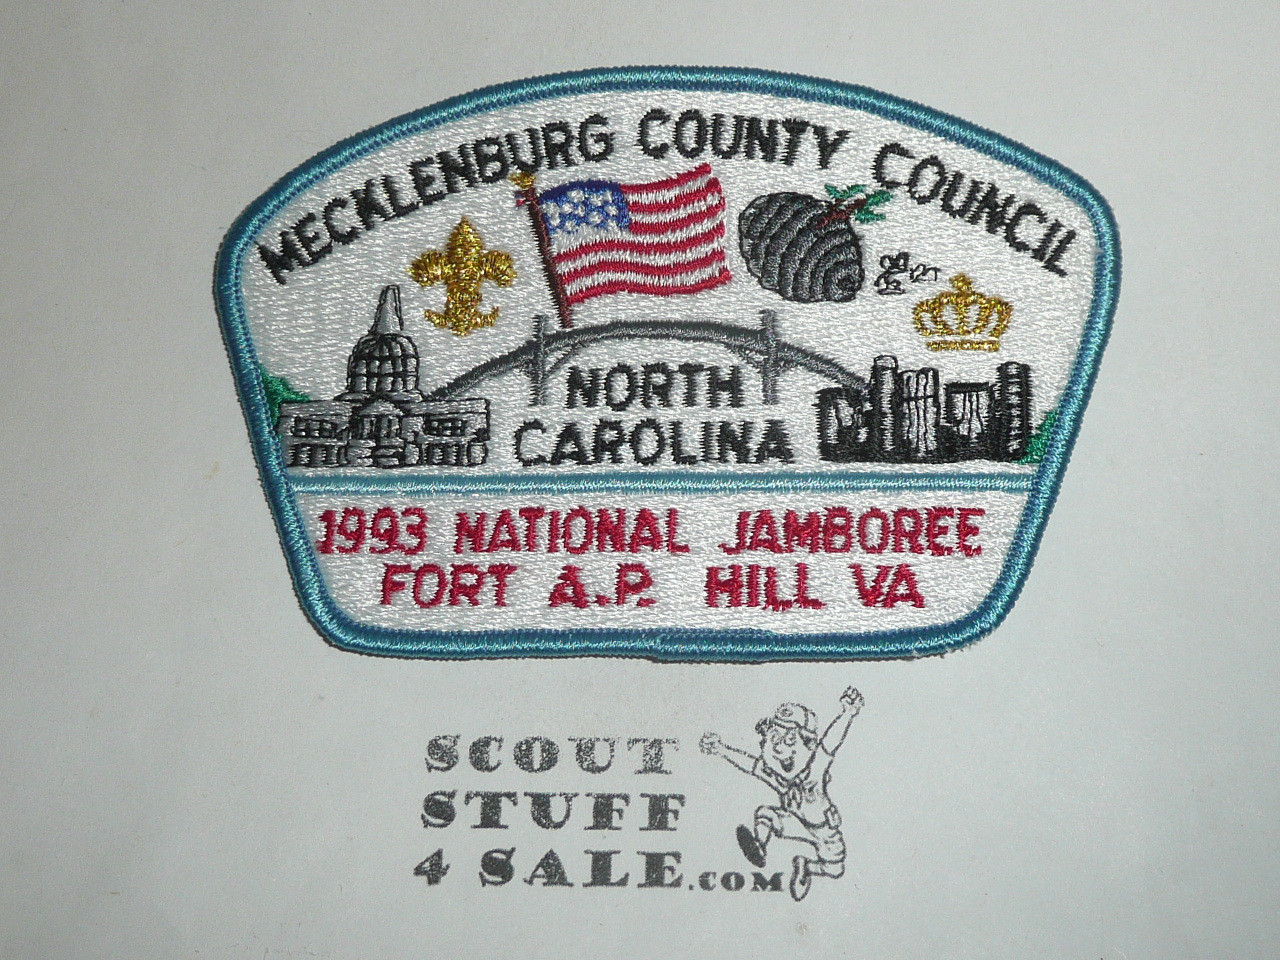 MECKLENBURG COUNTY COUNCIL
NORTH
CAROLINA
1993 NATIONAL JAMBOREE
FORT A.P. HILL VA
SCOUT
STUFF
4 SALE.COM